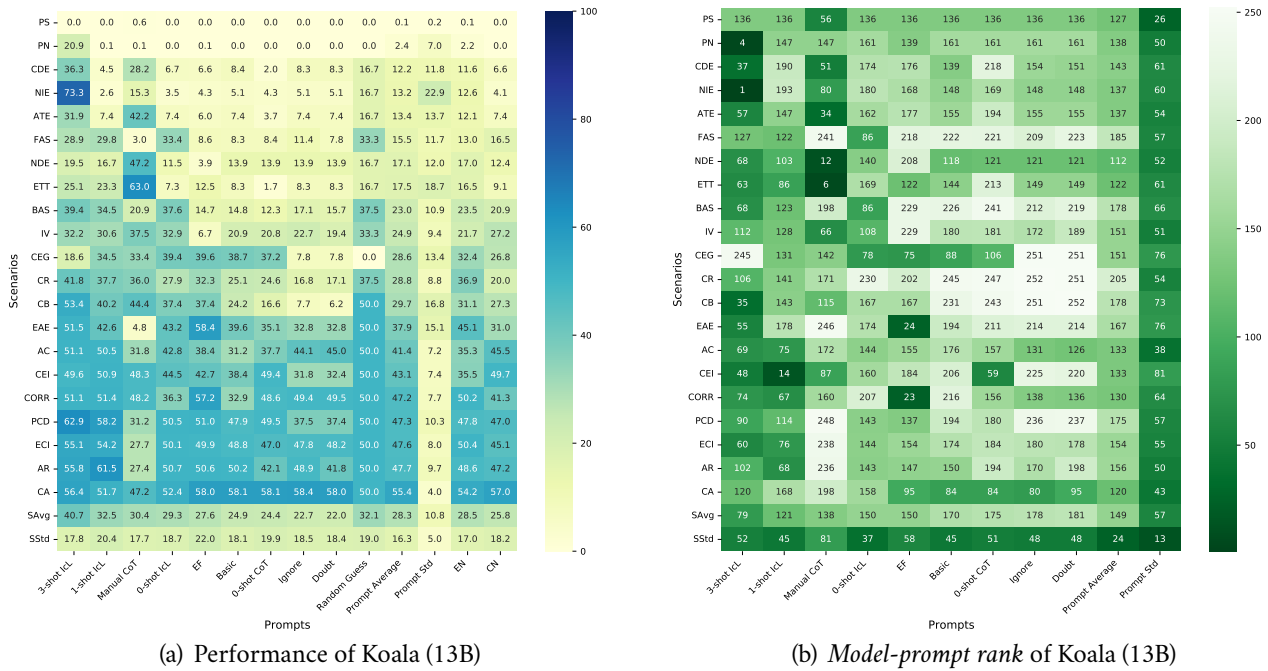 PS 0.0 0.0 0.6 0.0 0.0 0.0 0.0 0.0 0.0 0.0 0.1 0.2 0.0 0.0
PN 20.9 0.1 0.1 0.0 0.1 0.0 0.0 0.0 0.0 0.0 2.4 7.0 2.2 0.0
CDE 36.3 4.5 28.2 6.7 6.6 8.4 2.0 8.3 8.3 16.7 12.2 11.8 11.6 6.6
NIE 73.3 2.6 15.3 3.5 4.3 5.1 4.3 5.1 5.1 16.7 13.2 22.9 12.6 4.1
ATE 31.9 7.4 42.2 7.4 6.0 7.4 3.7 7.4 7.4 16.7 13.4 13.7 12.1 7.4
FAS 28.9 29.8 3.0 33.4 8.6 8.3 8.4 11.4 7.8 33.3 15.5 11.7 13.0 16.5
NDE 19.5 16.7 47.2 11.5 3.9 13.9 13.9 13.9 13.9 16.7 17.1 12.0 17.0 12.4
ETT 25.1 23.3 63.0 7.3 12.5 8.3 1.7 8.3 8.3 16.7 17.5 18.7 16.5 9.1
BAS 39.4 34.5 20.9 37.6 14.7 14.8 12.3 17.1 15.7 37.5 23.0 10.9 23.5 20.9
IV 32.2 30.6 37.5 32.9 6.7 20.9 20.8 22.7 19.4 33.3 24.9 9.4 21.7 27.2
CEG 18.6 34.5 33.4 39.4 39.6 38.7 37.2 7.8 7.8 0.0 28.6 13.4 32.4 26.8
CR 41.8 37.7 36.0 27.9 32.3 25.1 24.6 16.8 17.1 37.5 28.8 8.8 36.9 20.0
CB 53.4 40.2 44.4 37.4 37.4 24.2 16.6 7.7 6.2 50.0 29.7 16.8 31.1 27.3
EAE 51.5 42.6 4.8 43.2 58.4 39.6 35.1 32.8 32.8 50.0 37.9 15.1 45.1 31.0
AC 51.1 50.5 31.8 42.8 38.4 31.2 37.7 44.1 45.0 50.0 41.4 7.2 35.3 45.5
CEI 49.6 50.9 48.3 44.5 42.7 38.4 49.4 31.8 32.4 50.0 43.1 7.4 35.5 49.7
CORR 51.1 51.4 48.2 36.3 57.2 32.9 48.6 49.4 49.5 50.0 47.2 7.7 50.2 41.3
PCD 62.9 58.2 31.2 50.5 51.0 47.9 49.5 37.5 37.4 50.0 47.3 10.3 47.8 47.0
ECI 55.1 54.2 27.7 50.1 49.9 48.8 47.0 47.8 48.2 50.0 47.6 8.0 50.4 45.1
AR 55.8 61.5 27.4 50.7 50.6 50.2 42.1 48.9 41.8 50.0 47.7 9.7 48.6 47.2
CA 56.4 51.7 47.2 52.4 58.0 58.1 58.1 58.4 58.0 50.0 55.4 4.0 54.2 57.0
SAvg 40.7 32.5 30.4 29.3 27.6 24.9 24.4 22.7 22.0 32.1 28.3 10.8 28.5 25.8
SStd 17.8 20.4 17.7 18.7 22.0 18.1 19.9 18.5 18.4 19.0 16.3 5.0 17.0 18.2
Scenarios
3-shot IcL 1-shot IcL Manual CoT 0-shot IcL EF Basic 0-shot CoT Ignore Doubt Random Guess Prompt Average Prompt Std EN CN
Prompts
100
80
60
40
20
0
(a) Performance of Koala (13B)
PS 136 136 56 136 136 136 136 136 136 127 26
PN 4 147 147 161 139 161 161 161 161 138 50
CDE 37 190 51 174 176 139 218 154 154 143 61
NIE 1 193 80 180 168 148 168 148 148 137 60
ATE 57 147 34 162 177 155 194 155 155 137 54
FAS 127 122 241 86 218 222 221 209 223 185 57
NDE 68 103 12 140 208 118 121 121 121 112 52
ETT 63 86 6 169 122 144 213 149 149 122 61
BAS 68 123 198 86 229 226 241 212 219 178 66
IV 112 128 66 108 229 180 181 172 189 151 51
CEG 245 131 142 78 75 88 106 251 251 151 76
CR 106 141 171 230 202 245 247 252 251 205 54
CB 35 143 115 167 167 231 243 251 252 178 73
EAE 55 178 246 172 24 194 211 214 214 167 76
AC 69 75 172 144 155 176 157 131 126 133 38
CEI 48 14 87 160 184 206 59 225 220 133 81
CORR 74 67 160 207 23 216 156 138 136 130 64
PCD 90 114 248 143 137 194 180 236 237 175 57
ECI 60 76 238 144 154 174 184 180 178 154 55
AR 102 68 236 143 147 150 194 170 198 156 50
CA 120 168 198 158 95 84 84 80 95 120 43
SAvg 79 121 138 150 150 170 175 178 181 149 57
SStd 52 45 81 37 58 45 51 48 48 24 13
Scenarios
3-shot IcL 1-shot IcL Manual CoT 0-shot IcL EF Basic 0-shot CoT Ignore Doubt Prompt Average Prompt Std
Prompts
250
200
150
100
50
(b) Model-prompt rank of Koala (13B)